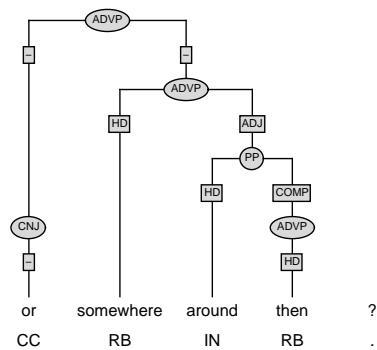 ADVP
– –
ADVP
HD ADJ
PP
HD COMP
CNJ ADVP
– HD
or somewhere around then ?
CC RB IN RB .